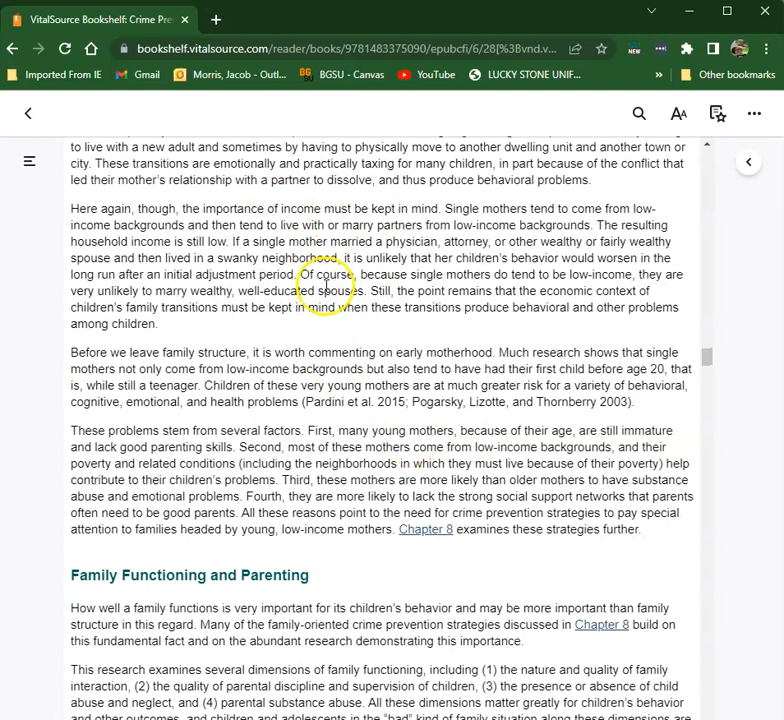 VitalSource Bookshelf: Crime Pre
bookshelf.vitalsource.com/reader/books/9781483375090/epubcfi/6/28[%3Bvnd.v...
Imported From IE
Gmail
Morris, Jacob - Outl...
BGSU - Canvas
YouTube
LUCKY STONE UNIF...
»
Other bookmarks
NEW
AA
to live with a new adult and sometimes by having to physically move to another dwelling unit and another town or
city. These transitions are emotionally and practically taxing for many children, in part because of the conflict that
led their mother's relationship with a partner to dissolve, and thus produce behavioral problems.
Here again, though, the importance of income must be kept in mind. Single mothers tend to come from low-
income backgrounds and then tend to live with or marry partners from low-income backgrounds. The resulting
household income is still low. If a single mother married a physician, attorney, or other wealthy or fairly wealthy
spouse and then lived in a swanky neighborhood, it is unlikely that her children's behavior would worsen in the
long run after an initial adjustment period. Of course, because single mothers do tend to be low-income, they are
very unlikely to marry wealthy, well-educated spouses. Still, the point remains that the economic context of
children's family transitions must be kept in mind when these transitions produce behavioral and other problems
among children.
Before we leave family structure, it is worth commenting on early motherhood. Much research shows that single
mothers not only come from low-income backgrounds but also tend to have had their first child before age 20, that
is, while still a teenager. Children of these very young mothers are at much greater risk for a variety of behavioral,
cognitive, emotional, and health problems (Pardini et al. 2015; Pogarsky, Lizotte, and Thornberry 2003).
These problems stem from several factors. First, many young mothers, because of their age, are still immature
and lack good parenting skills. Second, most of these mothers come from low-income backgrounds, and their
poverty and related conditions (including the neighborhoods in which they must live because of their poverty) help
contribute to their children's problems. Third, these mothers are more likely than older mothers to have substance
abuse and emotional problems. Fourth, they are more likely to lack the strong social support networks that parents
often need to be good parents. All these reasons point to the need for crime prevention strategies to pay special
attention to families headed by young, low-income mothers. Chapter 8 examines these strategies further.
Family Functioning and Parenting
How well a family functions is very important for its children's behavior and may be more important than family
structure in this regard. Many of the family-oriented crime prevention strategies discussed in Chapter 8 build on
this fundamental fact and on the abundant research demonstrating this importance.
This research examines several dimensions of family functioning, including (1) the nature and quality of family
interaction, (2) the quality of parental discipline and supervision of children, (3) the presence or absence of child
abuse and neglect, and (4) parental substance abuse. All these dimensions matter greatly for children's behavior
and other outcomes, and children and adolescents in the "bad" kind of family situation along these dimensions are